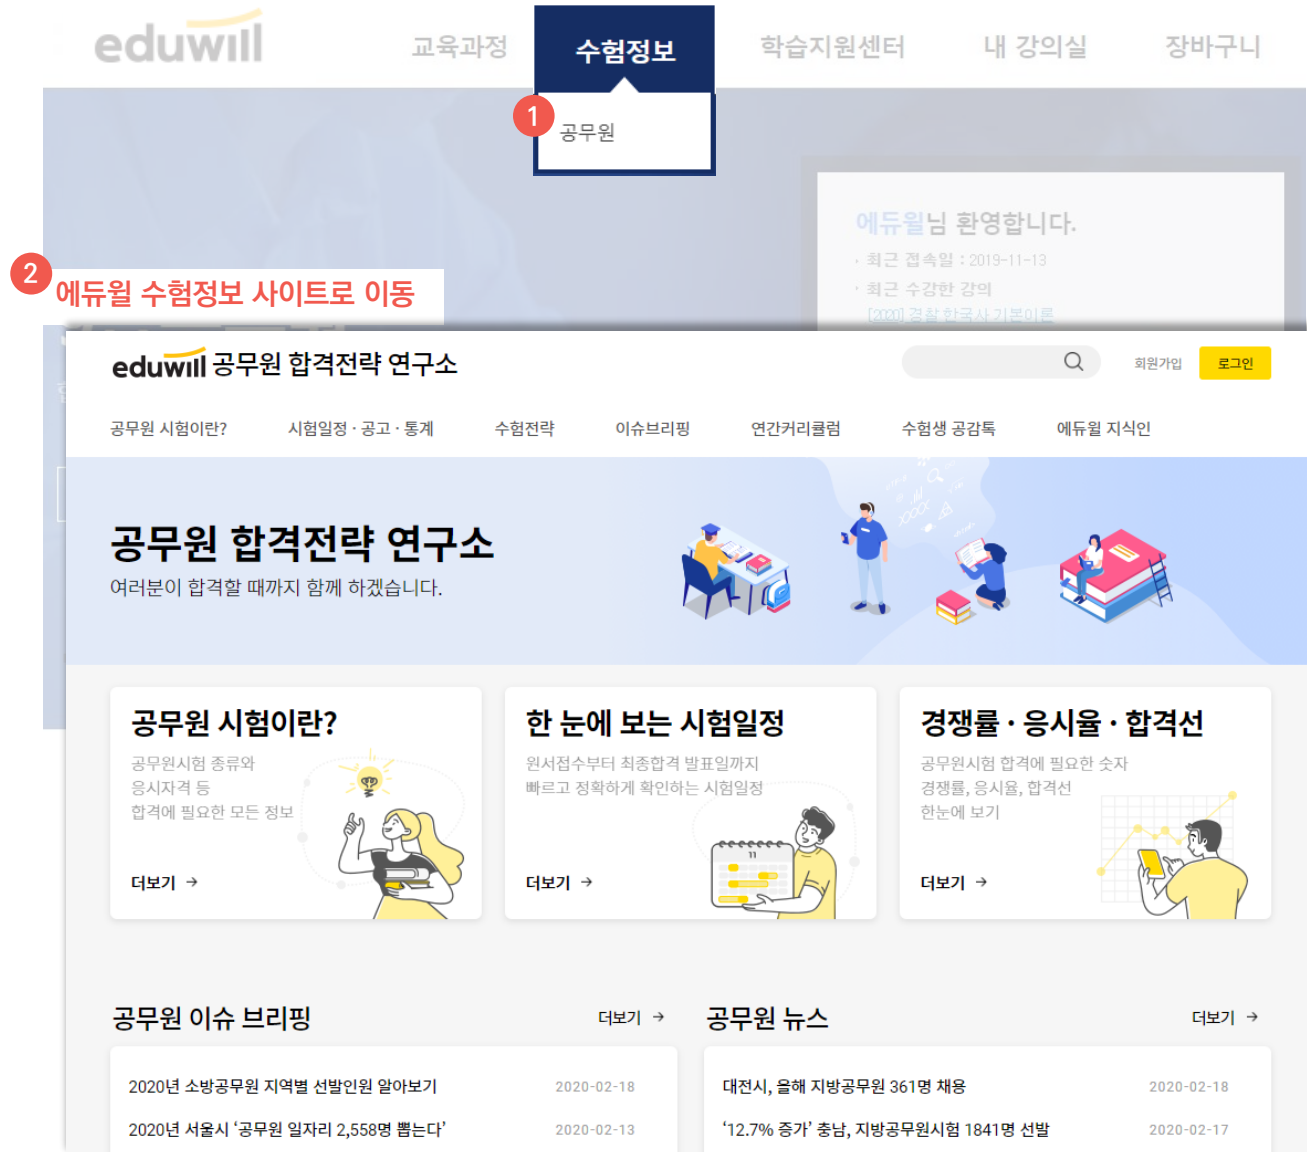 eduwill
교육과정
수험정보
학습지원센터
내 강의실
장바구니
1
공무원
에듀윌님 환영합니다.
최근 접속일 : 2019-11-13
최근 수강한 강의
[2020] 경찰 한국사 기본이론
2
에듀윌 수험정보 사이트로 이동
eduwill 공무원 합격전략 연구소
회원가입
로그인
공무원 시험이란?
시험일정 · 공고 · 통계
수험전략
이슈브리핑
연간커리큘럼
수험생 공감톡
에듀윌 지식인
공무원 합격전략 연구소
여러분이 합격할 때까지 함께 하겠습니다.
공무원 시험이란?
공무원시험 종류와
응시자격 등
합격에 필요한 모든 정보
더보기 →
한 눈에 보는 시험일정
원서접수부터 최종합격 발표일까지
빠르고 정확하게 확인하는 시험일정
11
더보기 →
경쟁률 · 응시율 · 합격선
공무원시험 합격에 필요한 숫자
경쟁률, 응시율, 합격선
한눈에 보기
더보기 →
공무원 이슈 브리핑
더보기 →
2020년 소방공무원 지역별 선발인원 알아보기
2020-02-18
2020년 서울시 ‘공무원 일자리 2,558명 뽑는다’
2020-02-13
공무원 뉴스
더보기 →
대전시, 올해 지방공무원 361명 채용
2020-02-18
‘12.7% 증가’ 충남, 지방공무원시험 1841명 선발
2020-02-17